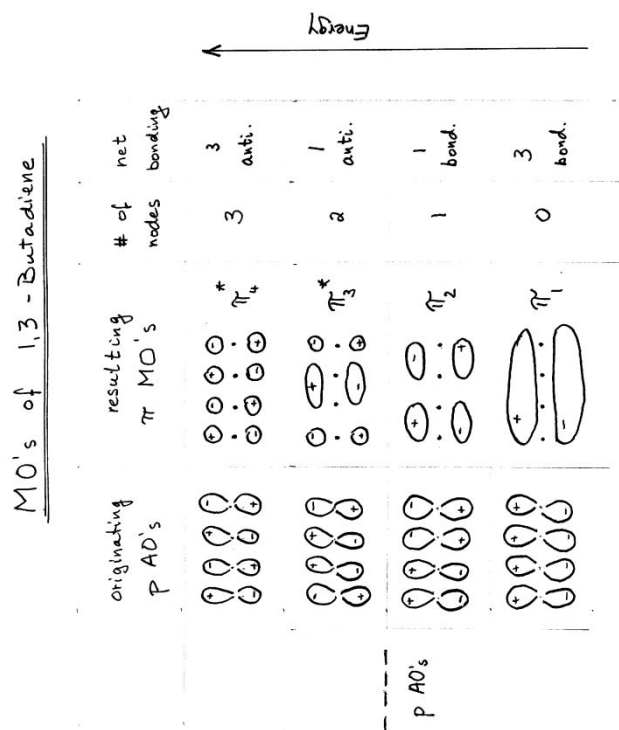 MO's of 1,3-Butadiene
originating
p AO's
resulting
π MO's
# of
nodes
net
bonding
Energy
+ - + -
- + - +
π₄*
3
3
anti.
- + + -
+ - - +
- + -
+ - +
π₃*
2
1
anti.
p AO's
+ + - -
- - + +
+ -
- +
π₂
1
1
bond.
+ + + +
- - - -
+
-
π₁
0
3
bond.